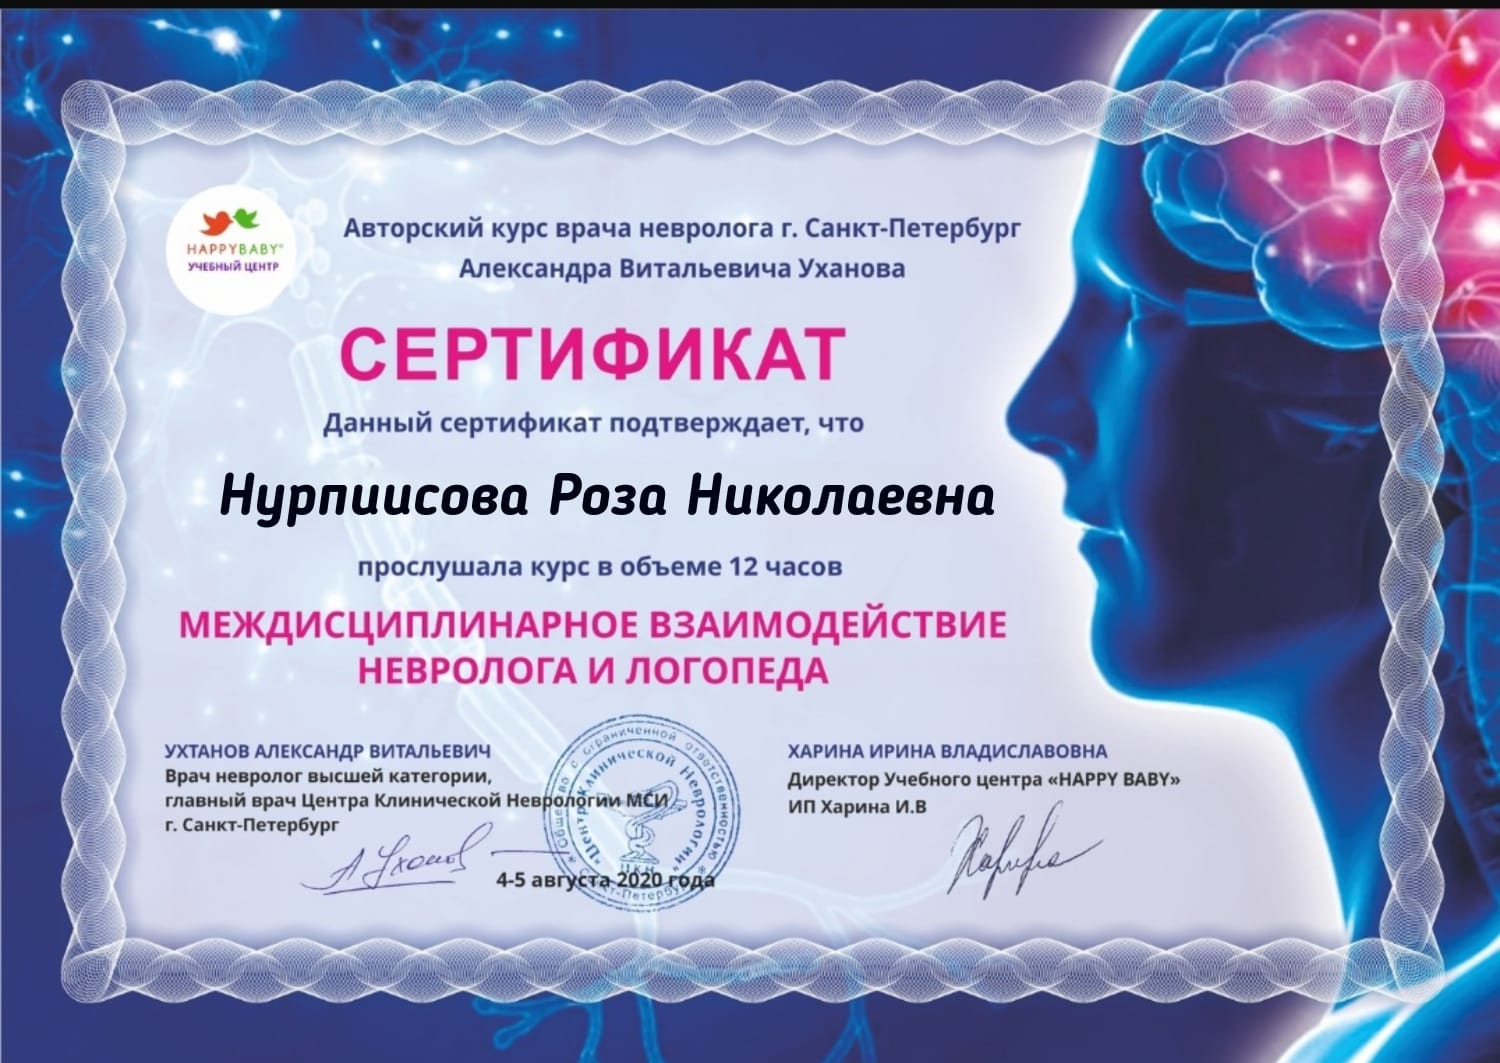 HAPPYBABY®
УЧЕБНЫЙ ЦЕНТР
Авторский курс врача невролога г. Санкт-Петербург
Александра Витальевича Уханова
СЕРТИФИКАТ
Данный сертификат подтверждает, что
Нурпиисова Роза Николаевна
прослушала курс в объеме 12 часов
МЕЖДИСЦИПЛИНАРНОЕ ВЗАИМОДЕЙСТВИЕ
НЕВРОЛОГА И ЛОГОПЕДА
УХТАНОВ АЛЕКСАНДР ВИТАЛЬЕВИЧ
Врач невролог высшей категории,
главный врач Центра Клинической Неврологии МСИ
г. Санкт-Петербург
А.Уханов
Общество с ограниченной ответственностью
"Центр Клинической Неврологии"
ЦКН
Санкт-Петербург
4-5 августа 2020 года
ХАРИНА ИРИНА ВЛАДИСЛАВОВНА
Директор Учебного центра «HAPPY BABY»
ИП Харина И.В